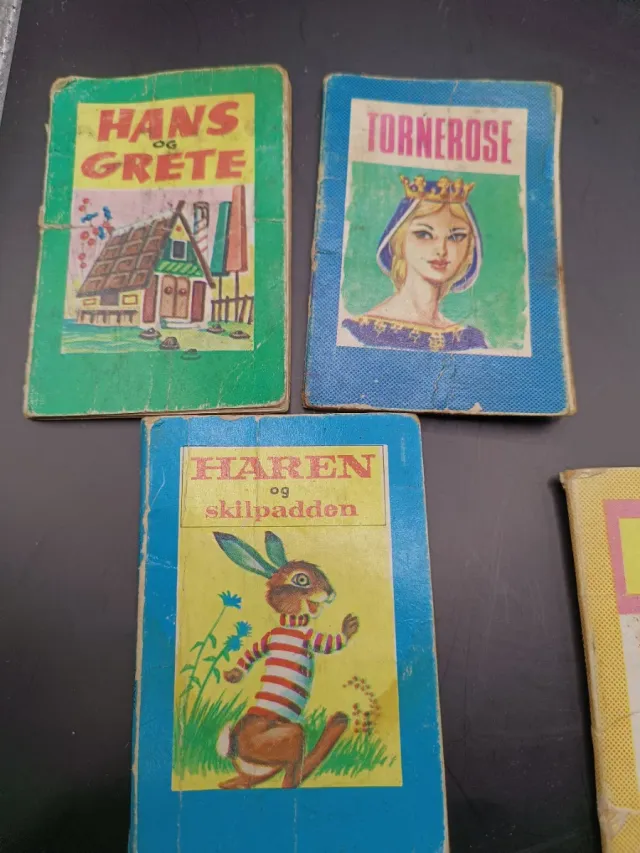 HANS
OG
GRETE
TORNEROSE
HAREN
og
skilpadden